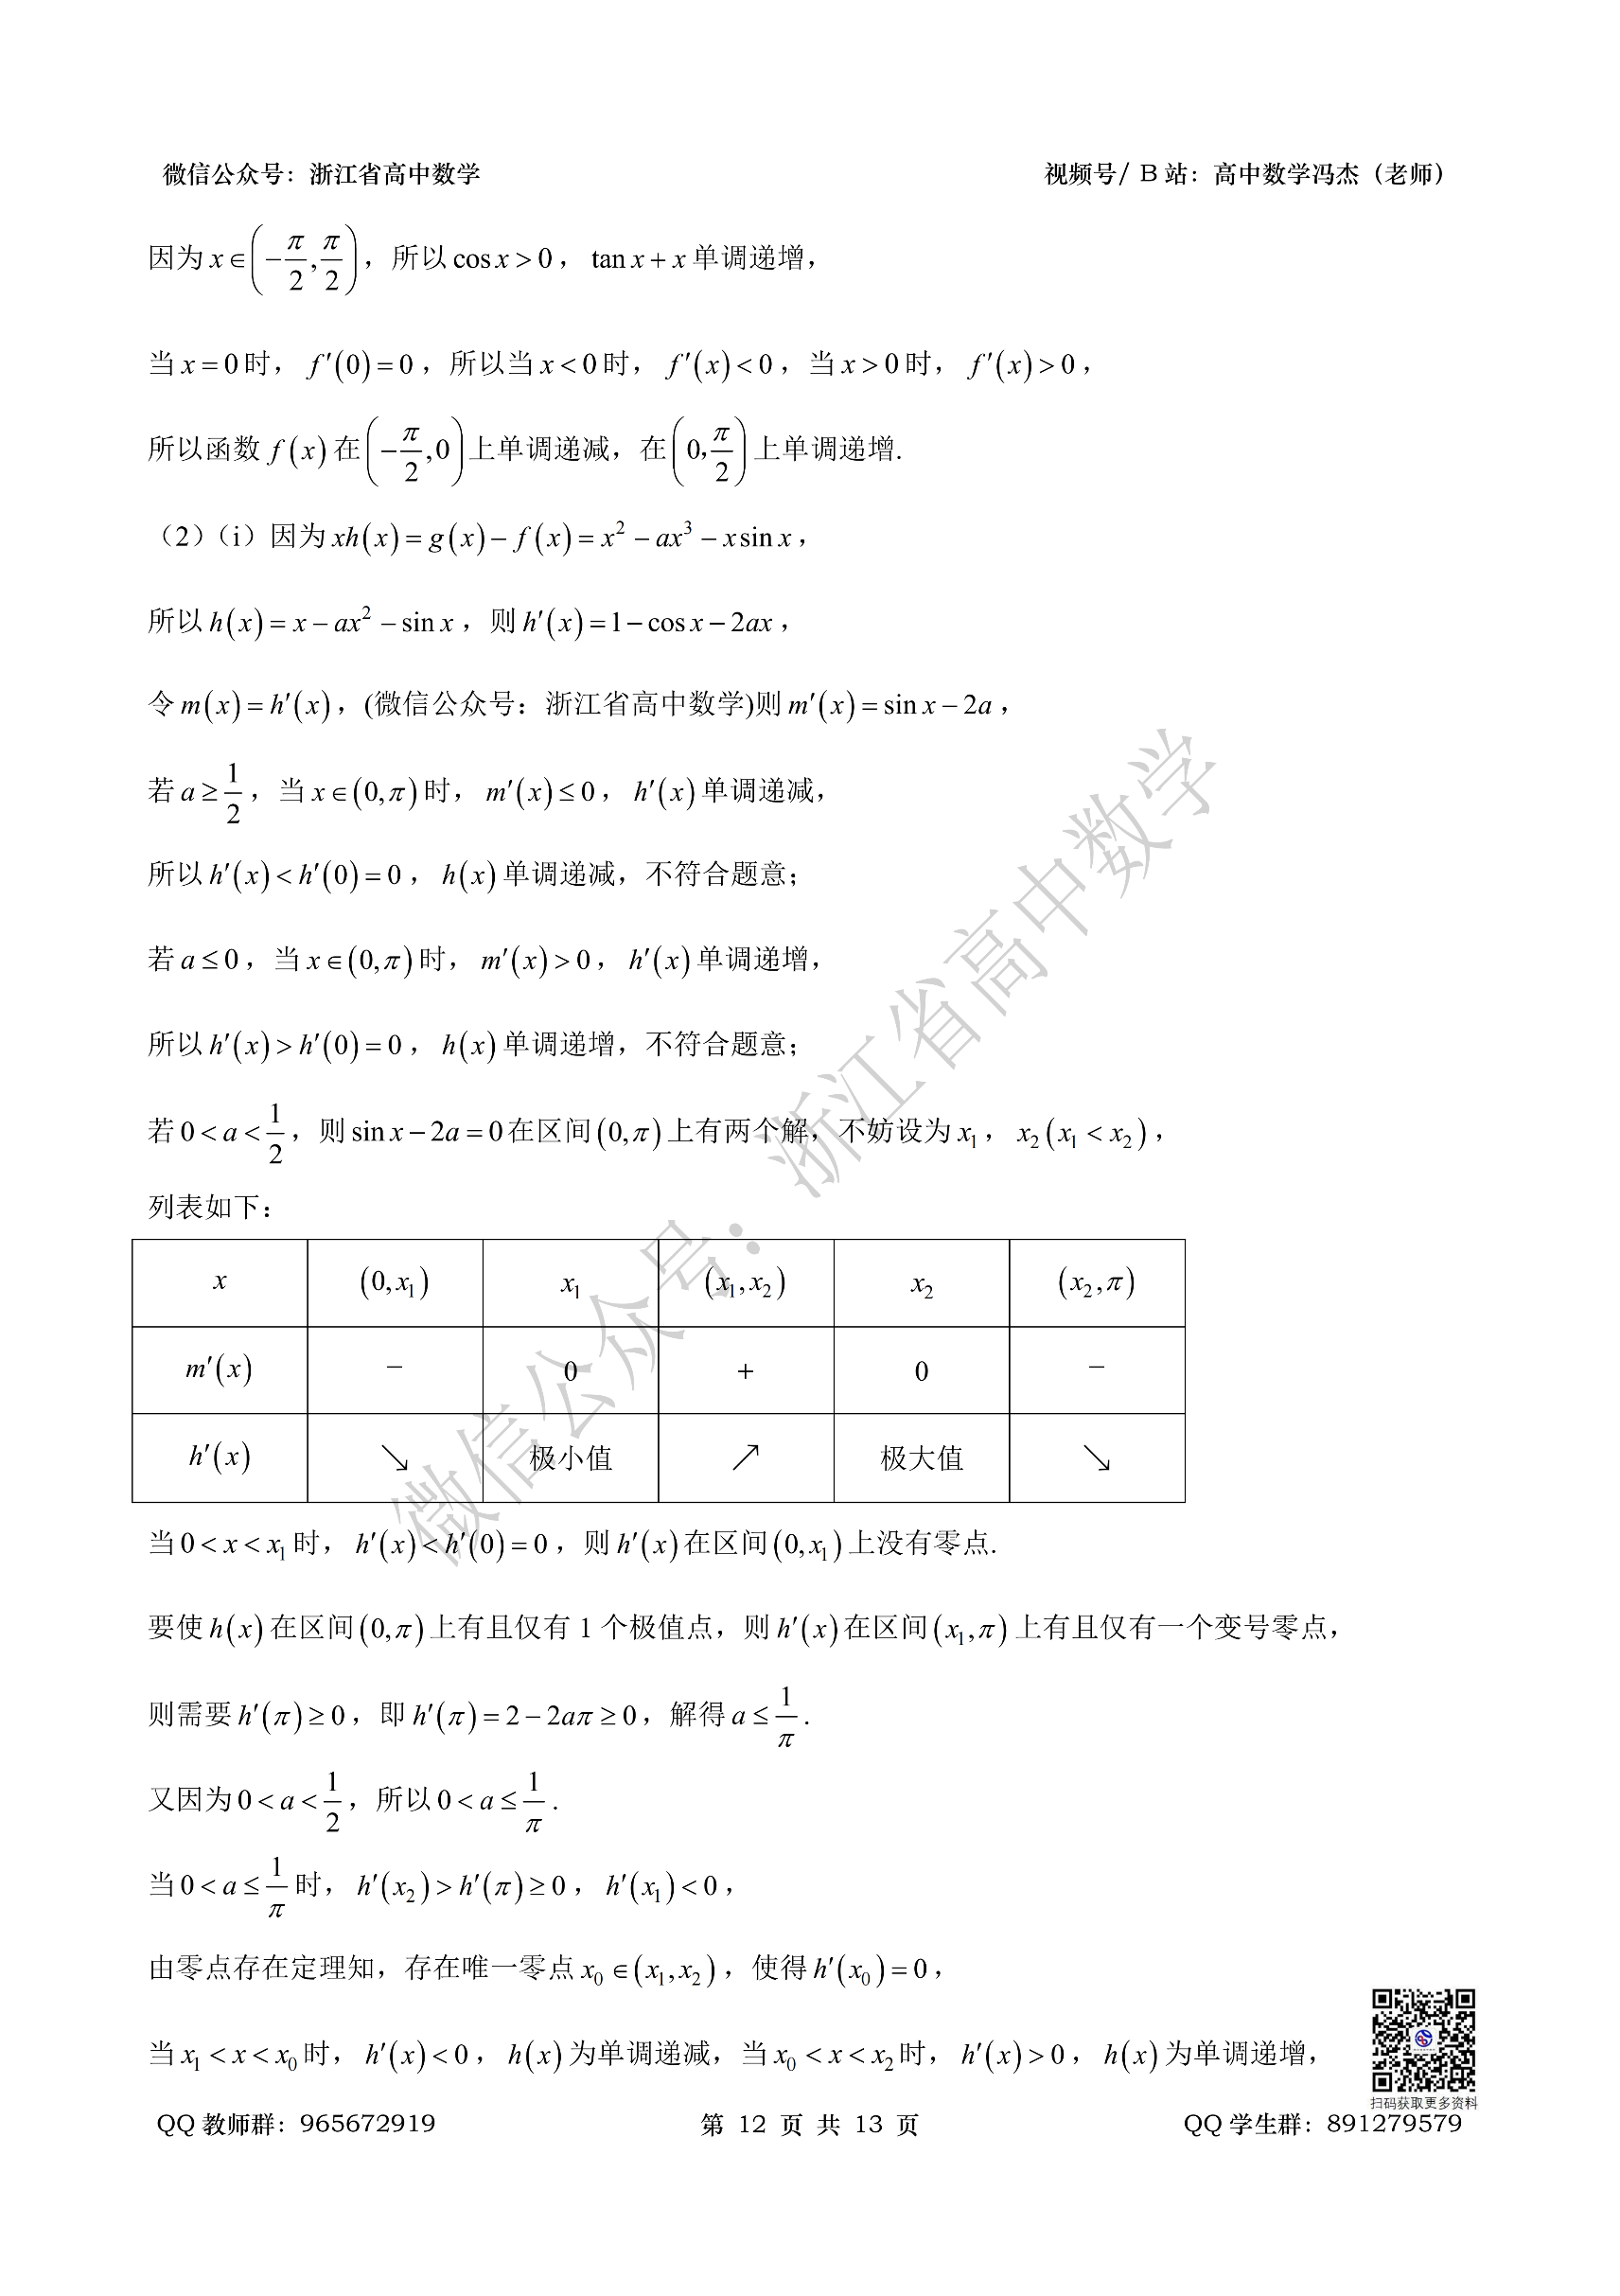 微信公众号：浙江省高中数学 视频号/ B 站：高中数学冯杰（老师）
因为 x∈(−π/2, π/2)，所以 cos x > 0，tan x + x 单调递增，
当 x = 0 时，f′(0) = 0，所以当 x < 0 时，f′(x) < 0，当 x > 0 时，f′(x) > 0，
所以函数 f(x) 在 (−π/2, 0) 上单调递减，在 (0, π/2) 上单调递增.
（2）（i）因为 xh(x) = g(x) − f(x) = x² − ax³ − x sin x，
所以 h(x) = x − ax² − sin x，则 h′(x) = 1 − cos x − 2ax，
令 m(x) = h′(x)，(微信公众号：浙江省高中数学)则 m′(x) = sin x − 2a，
若 a ≥ 1/2，当 x∈(0, π) 时，m′(x) ≤ 0，h′(x) 单调递减，
所以 h′(x) < h′(0) = 0，h(x) 单调递减，不符合题意；
若 a ≤ 0，当 x∈(0, π) 时，m′(x) > 0，h′(x) 单调递增，
所以 h′(x) > h′(0) = 0，h(x) 单调递增，不符合题意；
若 0 < a < 1/2，则 sin x − 2a = 0 在区间 (0, π) 上有两个解，不妨设为 x₁，x₂(x₁ < x₂)，
列表如下：
x (0, x₁) x₁ (x₁, x₂) x₂ (x₂, π)
m′(x) − 0 + 0 −
h′(x) ↘ 极小值 ↗ 极大值 ↘
当 0 < x < x₁ 时，h′(x) < h′(0) = 0，则 h′(x) 在区间 (0, x₁) 上没有零点.
要使 h(x) 在区间 (0, π) 上有且仅有 1 个极值点，则 h′(x) 在区间 (x₁, π) 上有且仅有一个变号零点，
则需要 h′(π) ≥ 0，即 h′(π) = 2 − 2aπ ≥ 0，解得 a ≤ 1/π.
又因为 0 < a < 1/2，所以 0 < a ≤ 1/π.
当 0 < a ≤ 1/π 时，h′(x₂) > h′(π) ≥ 0，h′(x₁) < 0，
由零点存在定理知，存在唯一零点 x₀ ∈ (x₁, x₂)，使得 h′(x₀) = 0，
当 x₁ < x < x₀ 时，h′(x) < 0，h(x) 为单调递减，当 x₀ < x < x₂ 时，h′(x) > 0，h(x) 为单调递增，
扫码获取更多资料
QQ 教师群：965672919 第 12 页 共 13 页 QQ 学生群：891279579
微信公众号：浙江省高中数学